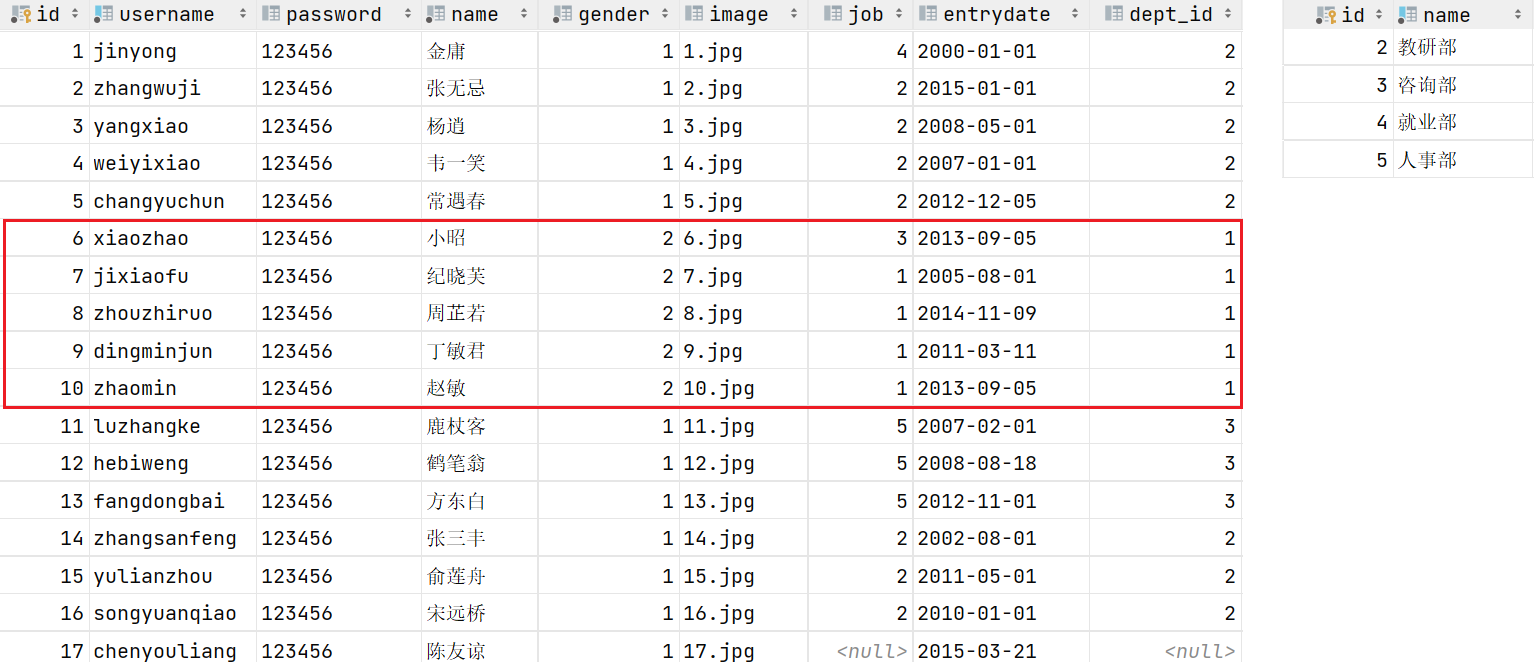 id username password name gender image job entrydate dept_id
1 jinyong 123456 金庸 1 1.jpg 4 2000-01-01 2
2 zhangwuji 123456 张无忌 1 2.jpg 2 2015-01-01 2
3 yangxiao 123456 杨逍 1 3.jpg 2 2008-05-01 2
4 weiyixiao 123456 韦一笑 1 4.jpg 2 2007-01-01 2
5 changyuchun 123456 常遇春 1 5.jpg 2 2012-12-05 2
6 xiaozhao 123456 小昭 2 6.jpg 3 2013-09-05 1
7 jixiaofu 123456 纪晓芙 2 7.jpg 1 2005-08-01 1
8 zhouzhiruo 123456 周芷若 2 8.jpg 1 2014-11-09 1
9 dingminjun 123456 丁敏君 2 9.jpg 1 2011-03-11 1
10 zhaomin 123456 赵敏 2 10.jpg 1 2013-09-05 1
11 luzhangke 123456 鹿杖客 1 11.jpg 5 2007-02-01 3
12 hebiweng 123456 鹤笔翁 1 12.jpg 5 2008-08-18 3
13 fangdongbai 123456 方东白 1 13.jpg 5 2012-11-01 3
14 zhangsanfeng 123456 张三丰 1 14.jpg 2 2002-08-01 2
15 yulianzhou 123456 俞莲舟 1 15.jpg 2 2011-05-01 2
16 songyuanqiao 123456 宋远桥 1 16.jpg 2 2010-01-01 2
17 chenyouliang 123456 陈友谅 1 17.jpg <null> 2015-03-21 <null>
id name
2 教研部
3 咨询部
4 就业部
5 人事部